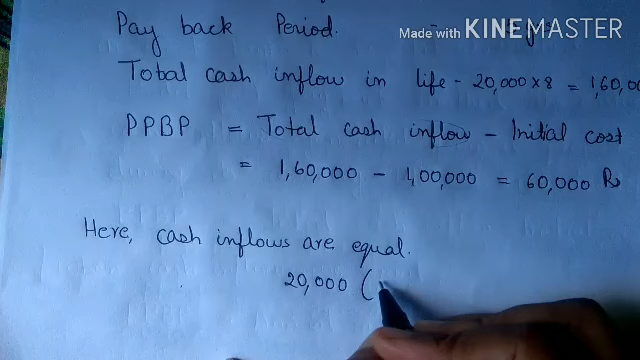 Pay back Period. -
Made with KINEMASTER
Total cash inflow in life - 20,000 x 8 = 1,60,00
PPBP = Total cash inflow - Initial cost
= 1,60,000 - 1,00,000 = 60,000 Rs
Here, cash inflows are equal.
20,000 (